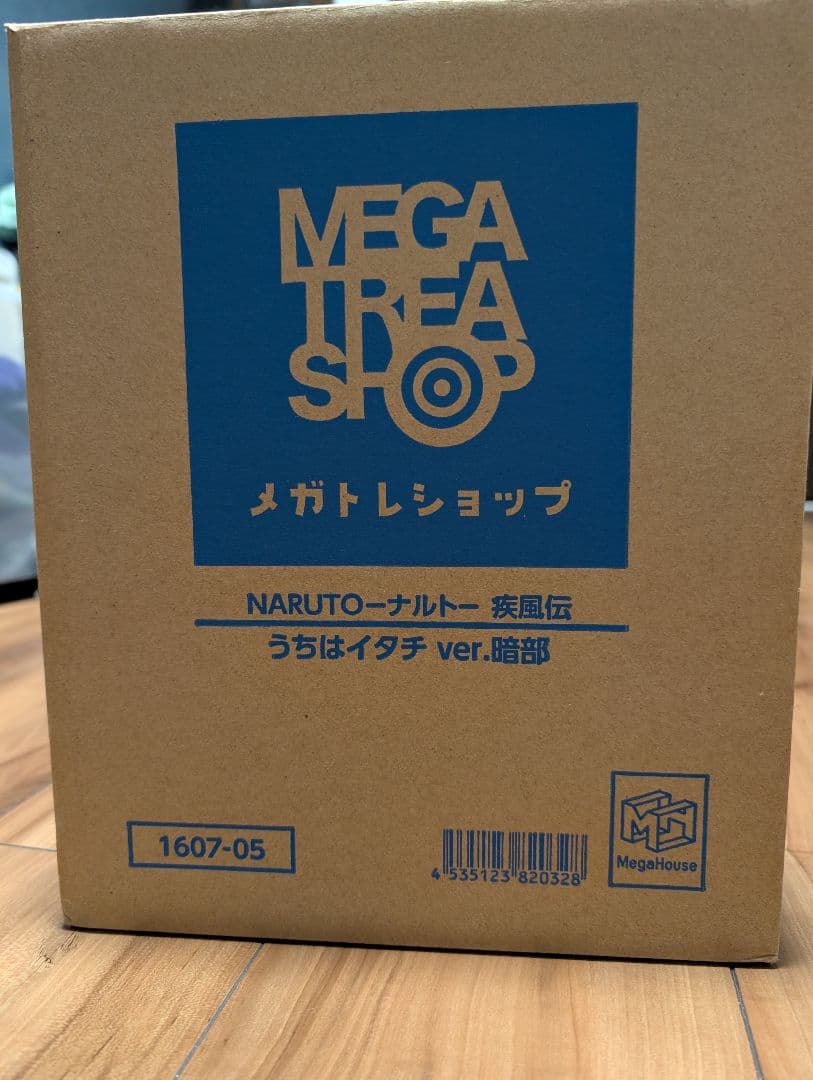 MEGA
TREA
SHOP
メガトレショップ
NARUTOーナルトー 疾風伝
うちはイタチ ver.暗部
1607-05
4 535123 820328
MegaHouse